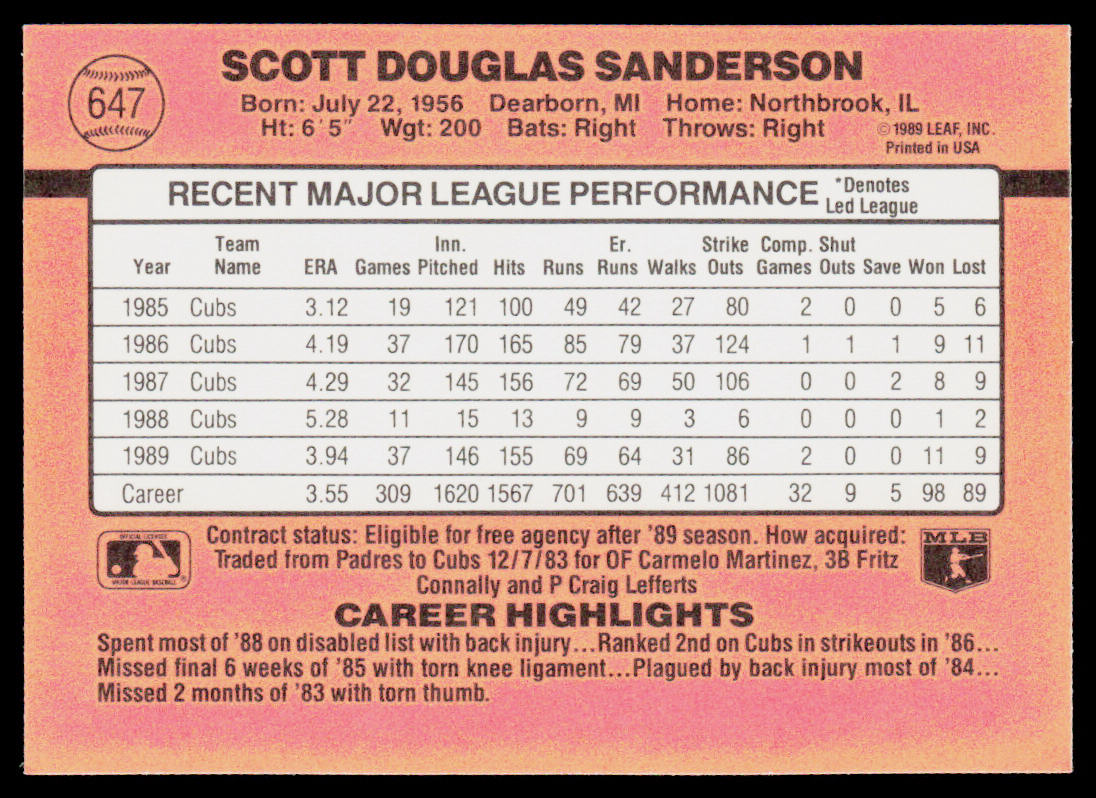 647
SCOTT DOUGLAS SANDERSON
Born: July 22, 1956 Dearborn, MI Home: Northbrook, IL
Ht: 6'5" Wgt: 200 Bats: Right Throws: Right
©1989 LEAF, INC.
Printed in USA
RECENT MAJOR LEAGUE PERFORMANCE *Denotes Led League
Year Team Name ERA Games Inn. Pitched Hits Runs Er. Runs Walks Strike Outs Comp. Games Shut Outs Save Won Lost
1985 Cubs 3.12 19 121 100 49 42 27 80 2 0 0 5 6
1986 Cubs 4.19 37 170 165 85 79 37 124 1 1 1 9 11
1987 Cubs 4.29 32 145 156 72 69 50 106 0 0 2 8 9
1988 Cubs 5.28 11 15 13 9 9 3 6 0 0 0 1 2
1989 Cubs 3.94 37 146 155 69 64 31 86 2 0 0 11 9
Career 3.55 309 1620 1567 701 639 412 1081 32 9 5 98 89
OFFICIAL LICENSEE
MAJOR LEAGUE BASEBALL ®
Contract status: Eligible for free agency after '89 season. How acquired:
Traded from Padres to Cubs 12/7/83 for OF Carmelo Martinez, 3B Fritz
Connally and P Craig Lefferts
MLB
CAREER HIGHLIGHTS
Spent most of '88 on disabled list with back injury...Ranked 2nd on Cubs in strikeouts in '86...
Missed final 6 weeks of '85 with torn knee ligament...Plagued by back injury most of '84...
Missed 2 months of '83 with torn thumb.